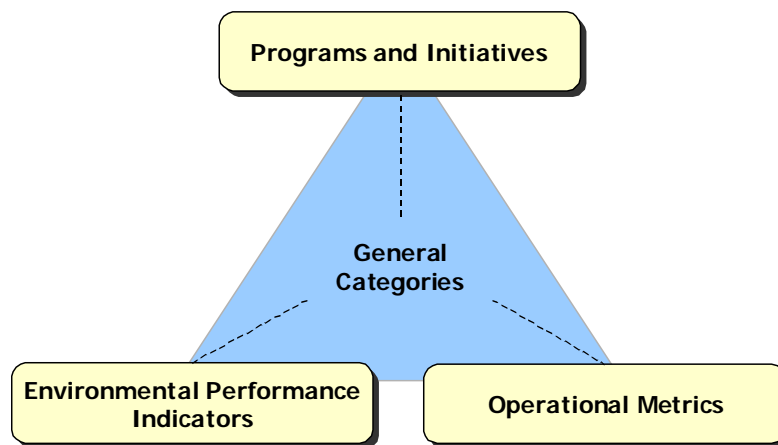 Programs and Initiatives
General
Categories
Environmental Performance
Indicators
Operational Metrics